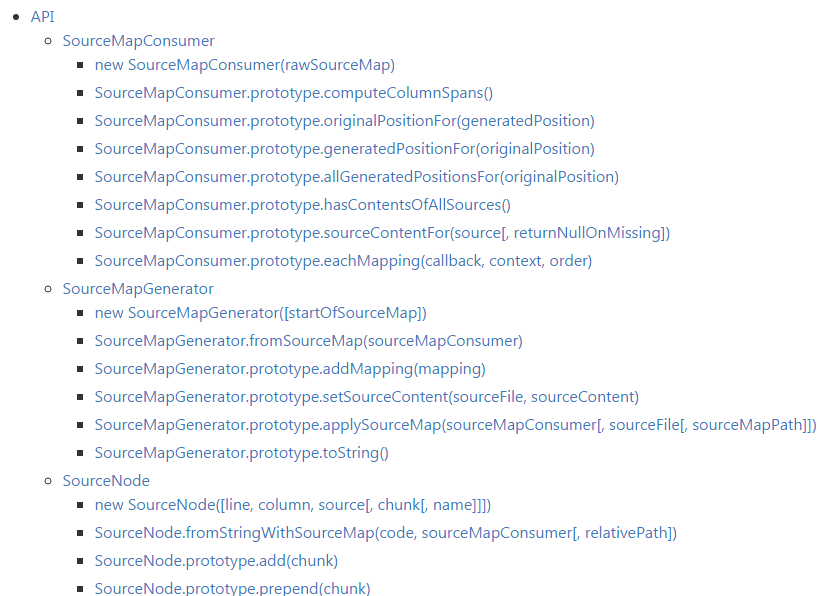 API
SourceMapConsumer
new SourceMapConsumer(rawSourceMap)
SourceMapConsumer.prototype.computeColumnSpans()
SourceMapConsumer.prototype.originalPositionFor(generatedPosition)
SourceMapConsumer.prototype.generatedPositionFor(originalPosition)
SourceMapConsumer.prototype.allGeneratedPositionsFor(originalPosition)
SourceMapConsumer.prototype.hasContentsOfAllSources()
SourceMapConsumer.prototype.sourceContentFor(source[, returnNullOnMissing])
SourceMapConsumer.prototype.eachMapping(callback, context, order)
SourceMapGenerator
new SourceMapGenerator([startOfSourceMap])
SourceMapGenerator.fromSourceMap(sourceMapConsumer)
SourceMapGenerator.prototype.addMapping(mapping)
SourceMapGenerator.prototype.setSourceContent(sourceFile, sourceContent)
SourceMapGenerator.prototype.applySourceMap(sourceMapConsumer[, sourceFile[, sourceMapPath]])
SourceMapGenerator.prototype.toString()
SourceNode
new SourceNode([line, column, source[, chunk[, name]]])
SourceNode.fromStringWithSourceMap(code, sourceMapConsumer[, relativePath])
SourceNode.prototype.add(chunk)
SourceNode.prototype.prepend(chunk)